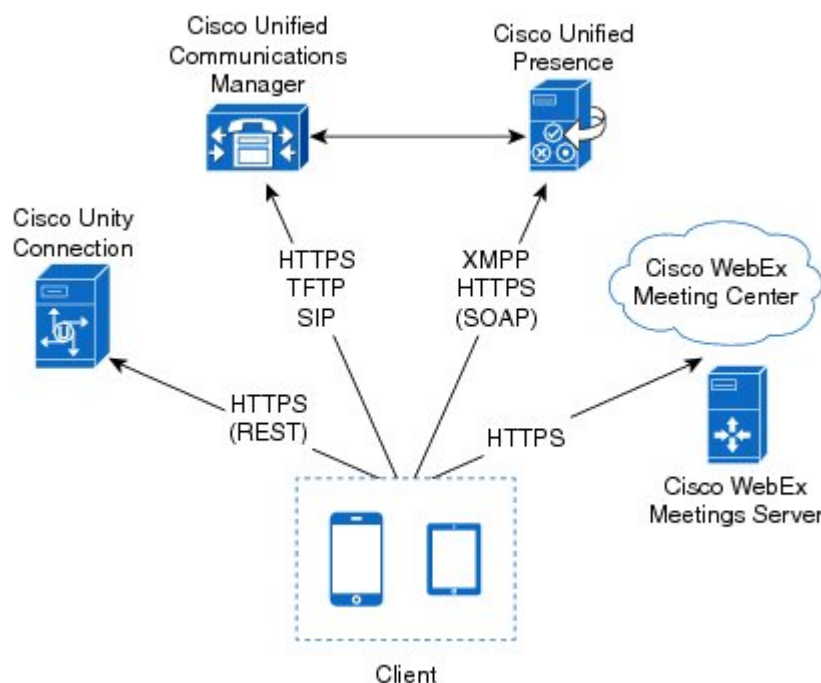 Cisco Unified
Communications
Manager
Cisco Unified
Presence
Cisco Unity
Connection
HTTPS
TFTP
SIP
XMPP
HTTPS
(SOAP)
Cisco WebEx
Meeting Center
HTTPS
(REST)
HTTPS
U
Cisco WebEx
Meetings Server
Client